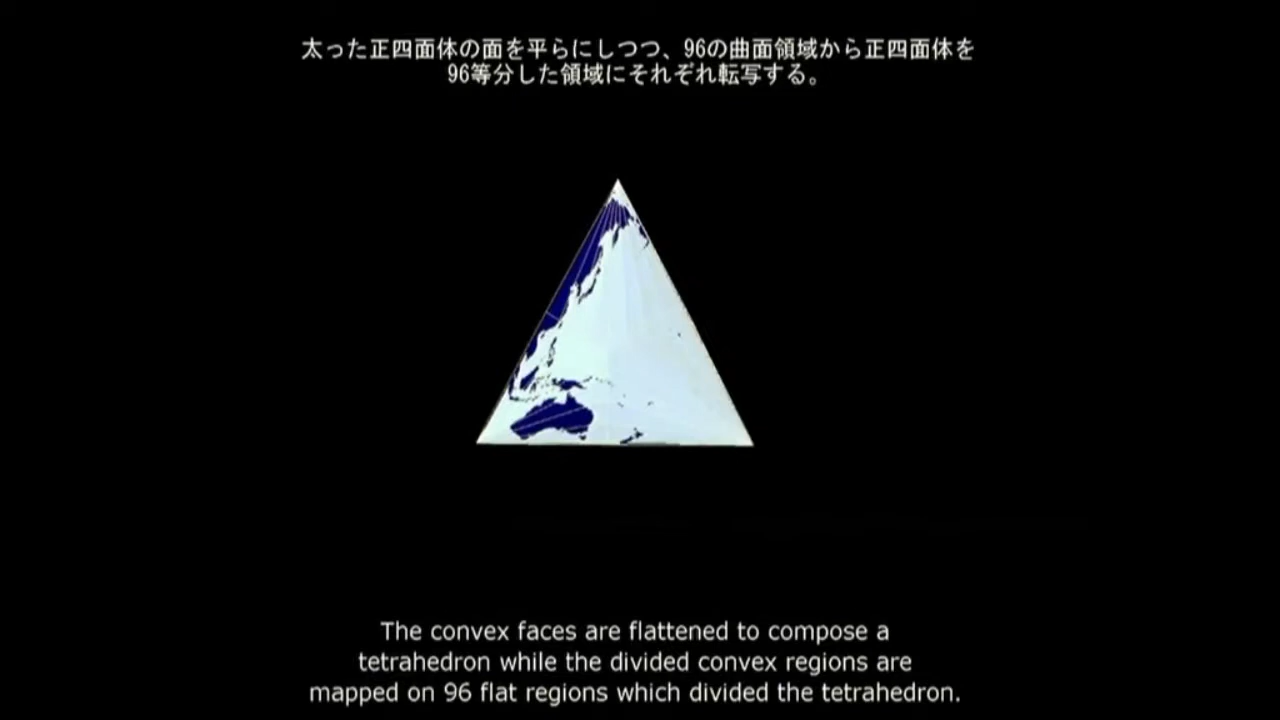 太った正四面体の面を平らにしつつ、96の曲面領域から正四面体を
96等分した領域にそれぞれ転写する。
The convex faces are flattened to compose a
tetrahedron while the divided convex regions are
mapped on 96 flat regions which divided the tetrahedron.